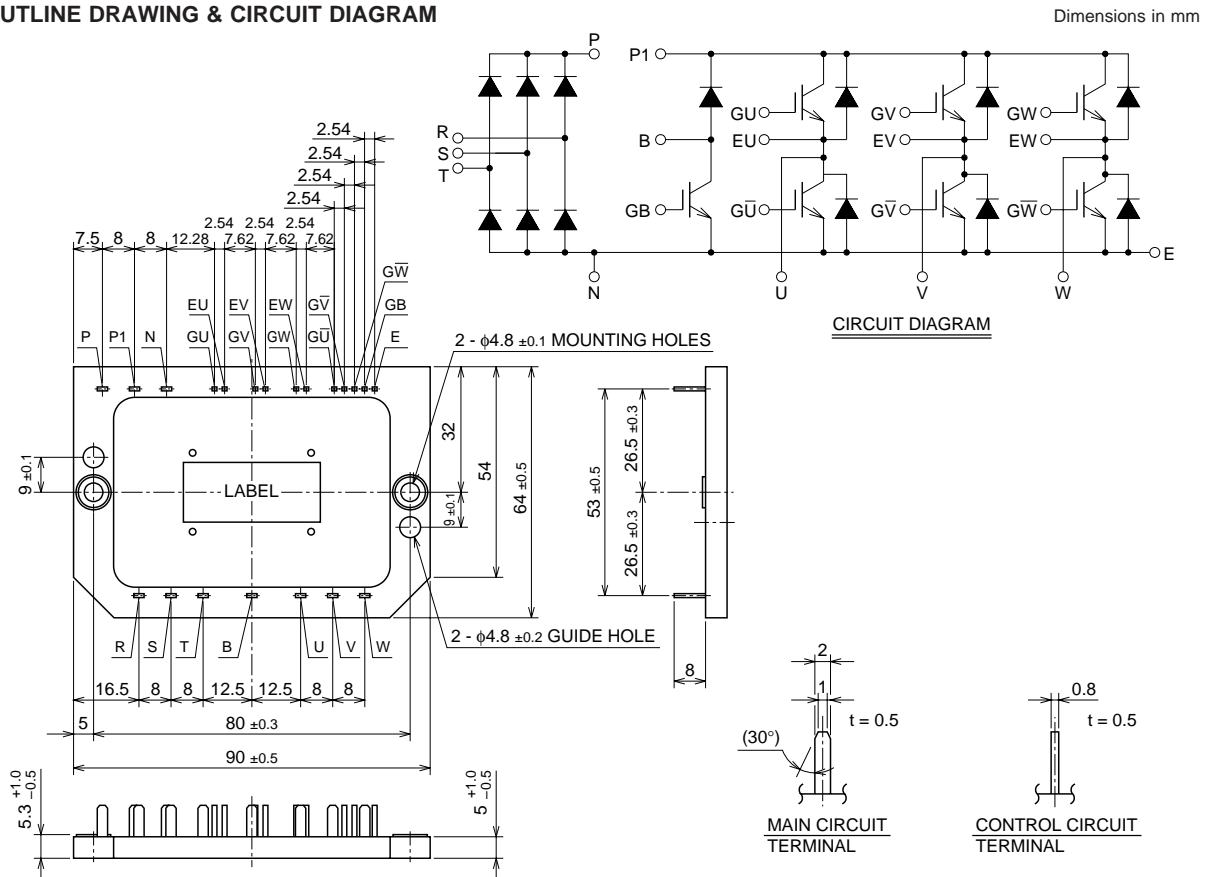 UTLINE DRAWING & CIRCUIT DIAGRAM
Dimensions in mm
P
P1
R
S
T
B
GB
GU
EU
GU̅
GV
EV
GV̅
GW
EW
GW̅
E
N
U
V
W
CIRCUIT DIAGRAM
2.54
2.54
2.54
2.54
2.54 2.54 2.54
7.5 8 8 12.28 7.62 7.62 7.62
GW̅
EU EV EW GV̅ GB
P P1 N GU GV GW GU̅ E
2 - φ4.8 ±0.1 MOUNTING HOLES
9 ±0.1
LABEL
32
54
64 ±0.5
9 ±0.1
R S T B U V W
2 - φ4.8 ±0.2 GUIDE HOLE
16.5 8 8 12.5 12.5 8 8
5 80 ±0.3
90 ±0.5
53 ±0.5
26.5 ±0.3
26.5 ±0.3
8
5.3 +1.0 −0.5
5 +1.0 −0.5
2
1
t = 0.5
(30°)
MAIN CIRCUIT
TERMINAL
0.8
t = 0.5
CONTROL CIRCUIT
TERMINAL